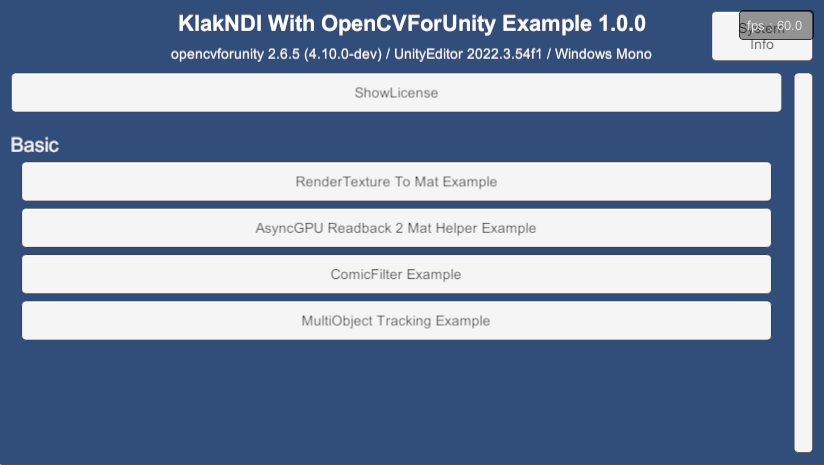 KlakNDI With OpenCVForUnity Example 1.0.0
opencvforunity 2.6.5 (4.10.0-dev) / UnityEditor 2022.3.54f1 / Windows Mono
System
Info
fps : 60.0
ShowLicense
Basic
RenderTexture To Mat Example
AsyncGPU Readback 2 Mat Helper Example
ComicFilter Example
MultiObject Tracking Example